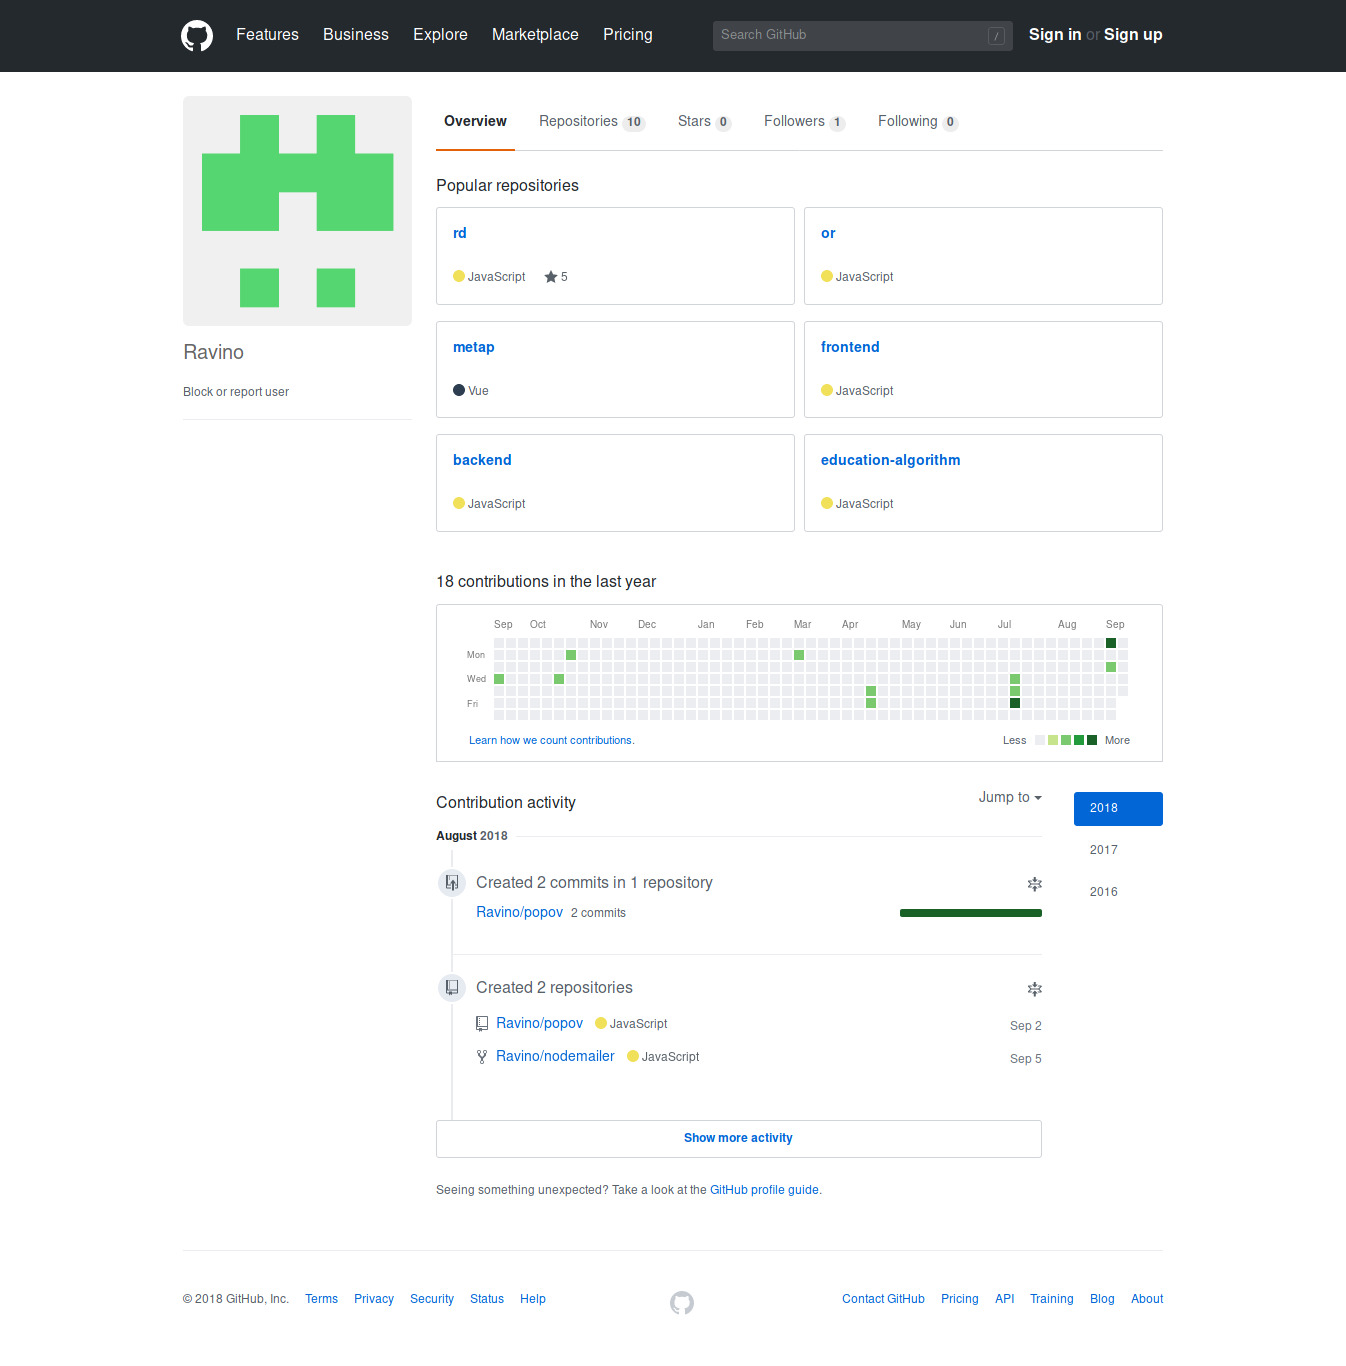 Features Business Explore Marketplace Pricing Search GitHub / Sign in or Sign up
Overview Repositories 10 Stars 0 Followers 1 Following 0
Ravino
Block or report user
Popular repositories
rd
JavaScript 5
or
JavaScript
metap
Vue
frontend
JavaScript
backend
JavaScript
education-algorithm
JavaScript
18 contributions in the last year
Sep Oct Nov Dec Jan Feb Mar Apr May Jun Jul Aug Sep
Mon
Wed
Fri
Learn how we count contributions. Less More
Contribution activity Jump to
2018
2017
2016
August 2018
Created 2 commits in 1 repository
Ravino/popov 2 commits
Created 2 repositories
Ravino/popov JavaScript Sep 2
Ravino/nodemailer JavaScript Sep 5
Show more activity
Seeing something unexpected? Take a look at the GitHub profile guide.
© 2018 GitHub, Inc. Terms Privacy Security Status Help Contact GitHub Pricing API Training Blog About